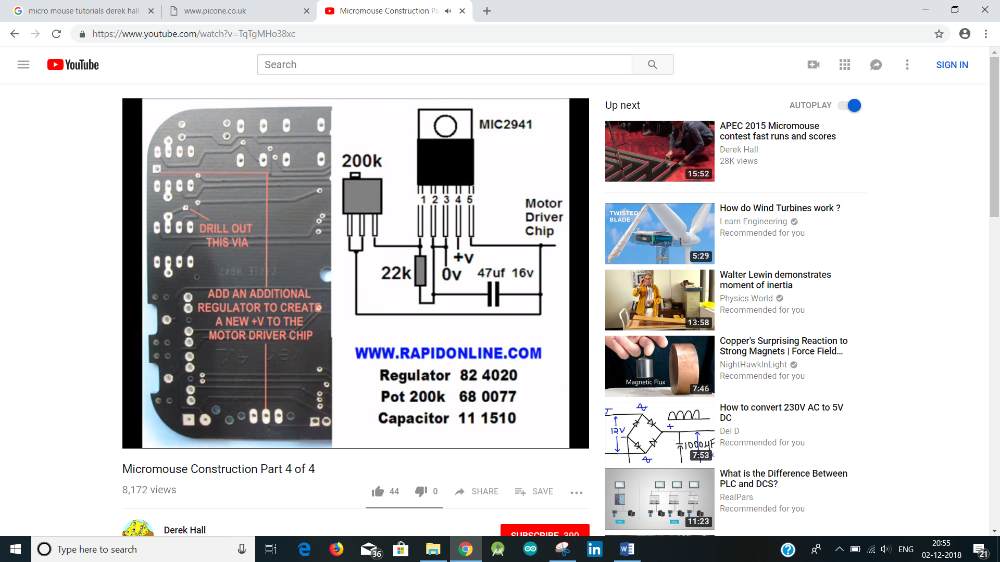 micro mouse tutorials derek hall
www.picone.co.uk
Micromouse Construction Pa
https://www.youtube.com/watch?v=TqTgMHo38xc
YouTube
Search
SIGN IN
MIC2941
200k
1 2 3 4 5
Motor
Driver
Chip
+v
22k
0v
47uf 16v
DRILL OUT
THIS VIA
ADD AN ADDITIONAL
REGULATOR TO CREATE
A NEW +V TO THE
MOTOR DRIVER CHIP
WWW.RAPIDONLINE.COM
Regulator 82 4020
Pot 200k 68 0077
Capacitor 11 1510
Micromouse Construction Part 4 of 4
8,172 views
44
0
SHARE
SAVE
Derek Hall
SUBSCRIBE 390
Up next
AUTOPLAY
15:52
APEC 2015 Micromouse
contest fast runs and scores
Derek Hall
28K views
TWISTED
BLADE
5:29
How do Wind Turbines work ?
Learn Engineering
Recommended for you
13:58
Walter Lewin demonstrates
moment of inertia
Physics World
Recommended for you
Magnetic Flux
7:46
Copper's Surprising Reaction to
Strong Magnets | Force Field...
NightHawkInLight
Recommended for you
12V
+
1000μF
7:53
How to convert 230V AC to 5V
DC
Del D
Recommended for you
PLC
DCS
11:23
What is the Difference Between
PLC and DCS?
RealPars
Recommended for you
Type here to search
36
ENG
20:55
02-12-2018
21